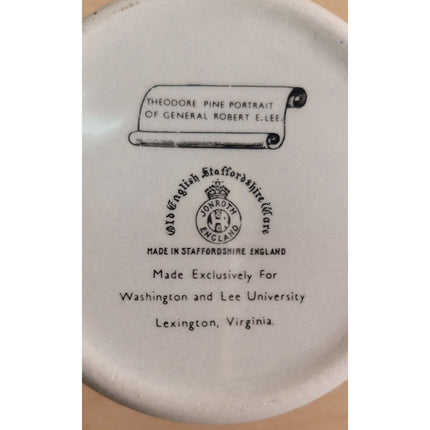 THEODORE PINE PORTRAIT
OF GENERAL ROBERT E. LEE.
Old English Staffordshire Ware
JONROTH
ENGLAND
MADE IN STAFFORDSHIRE ENGLAND
Made Exclusively For
Washington and Lee University
Lexington, Virginia.